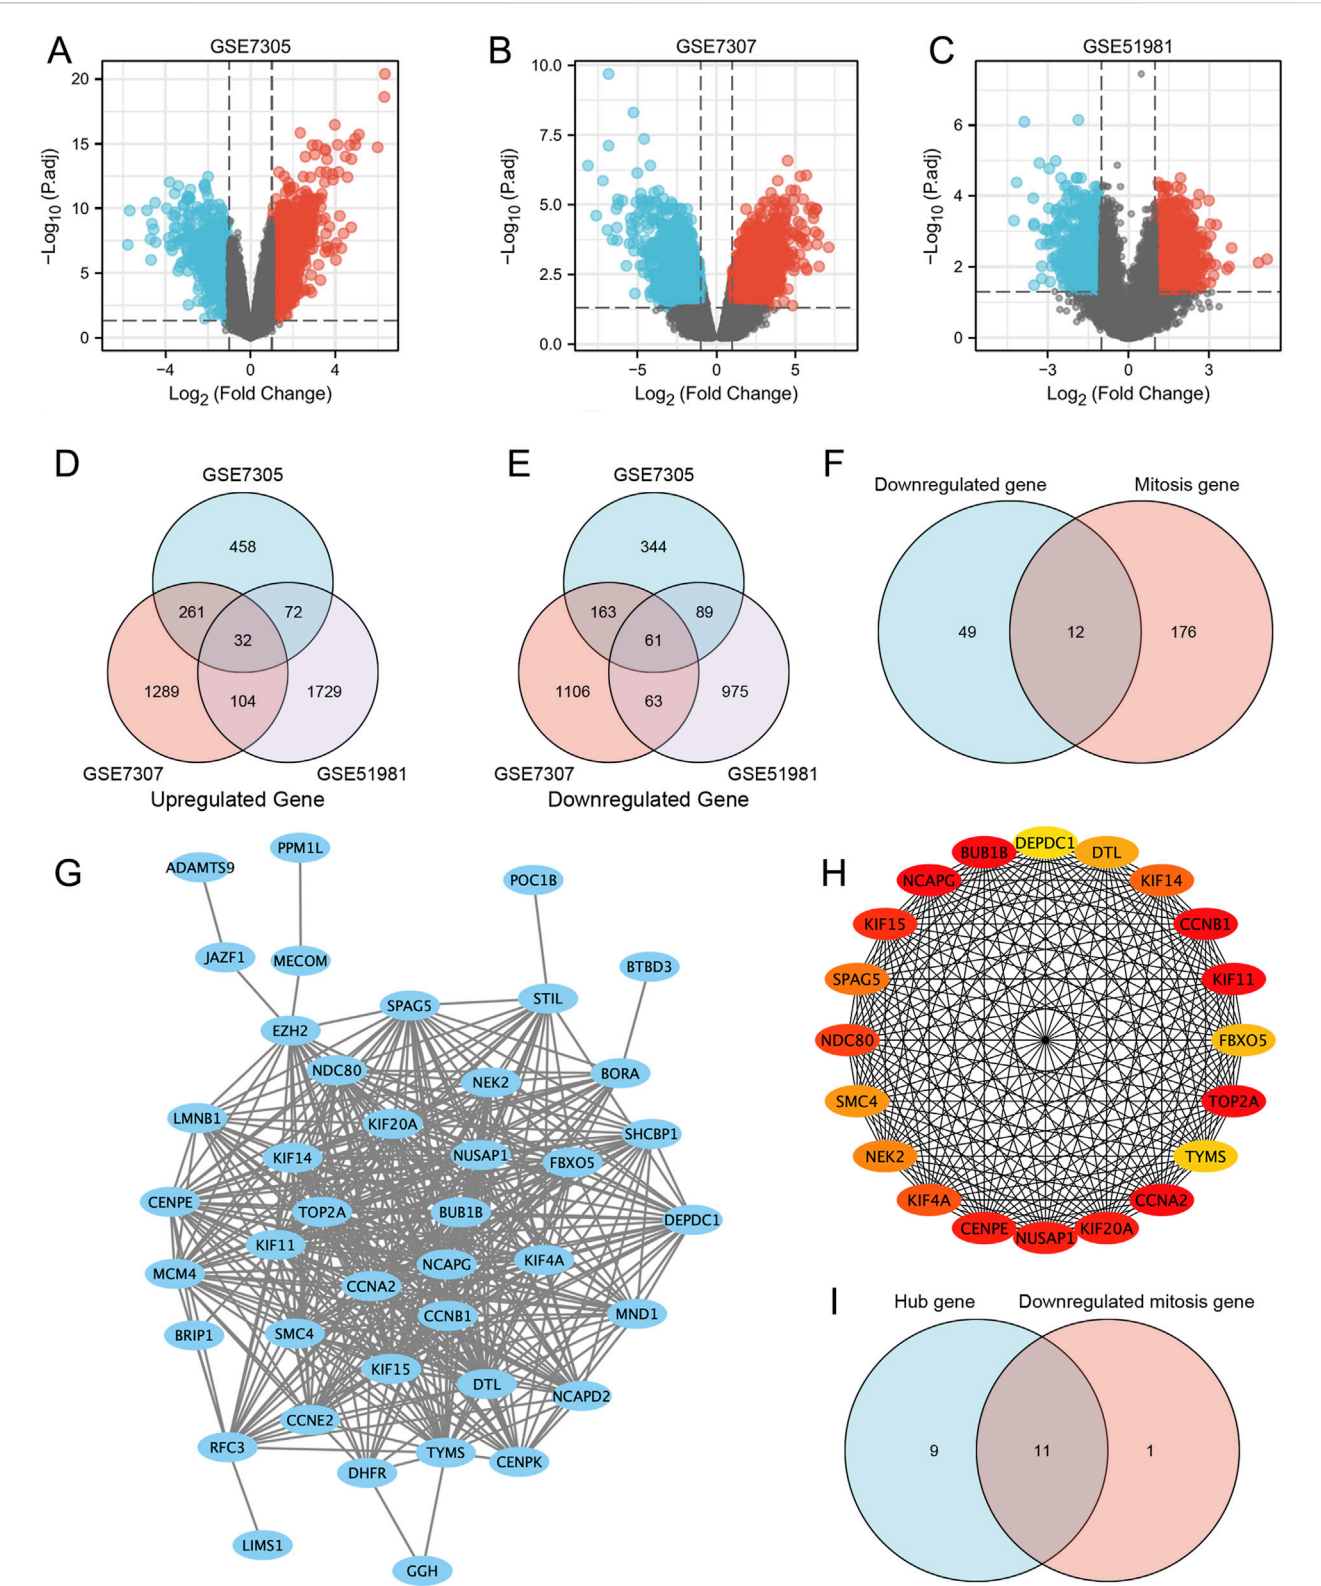 A
GSE7305
−Log10 (P.adj)
20
15
10
5
0
−4
0
4
Log2 (Fold Change)
B
GSE7307
−Log10 (P.adj)
10.0
7.5
5.0
2.5
0.0
−5
0
5
Log2 (Fold Change)
C
GSE51981
−Log10 (P.adj)
6
4
2
0
−3
0
3
Log2 (Fold Change)
D
GSE7305
458
261
72
32
1289
104
1729
GSE7307
GSE51981
Upregulated Gene
E
GSE7305
344
163
89
61
1106
63
975
GSE7307
GSE51981
Downregulated Gene
F
Downregulated gene
Mitosis gene
49
12
176
G
PPM1L
ADAMTS9
POC1B
JAZF1
MECOM
BTBD3
SPAG5
STIL
EZH2
NDC80
NEK2
BORA
LMNB1
KIF20A
SHCBP1
KIF14
NUSAP1
FBXO5
CENPE
TOP2A
BUB1B
DEPDC1
KIF11
NCAPG
KIF4A
MCM4
CCNA2
CCNB1
MND1
BRIP1
SMC4
KIF15
DTL
NCAPD2
CCNE2
RFC3
TYMS
CENPK
DHFR
LIMS1
GGH
H
DEPDC1
BUB1B
DTL
NCAPG
KIF14
KIF15
CCNB1
SPAG5
KIF11
NDC80
FBXO5
SMC4
TOP2A
NEK2
TYMS
KIF4A
CCNA2
CENPE
NUSAP1
KIF20A
I
Hub gene
Downregulated mitosis gene
9
11
1